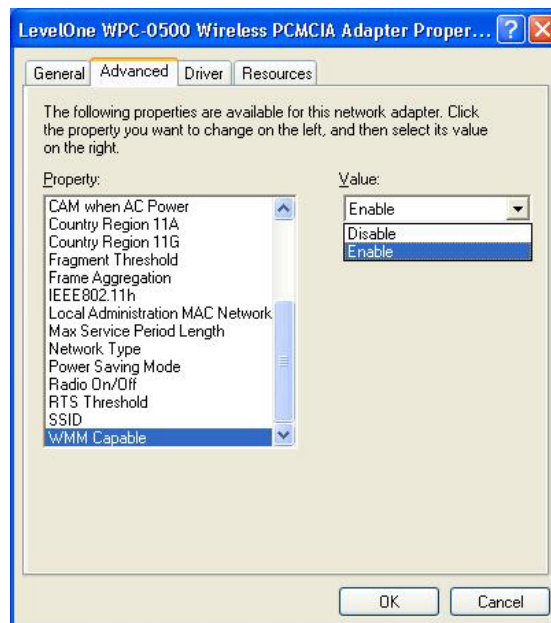 LevelOne WPC-0500 Wireless PCMCIA Adapter Proper...
General Advanced Driver Resources
The following properties are available for this network adapter. Click
the property you want to change on the left, and then select its value
on the right.
Property: Value:
CAM when AC Power
Country Region 11A
Country Region 11G
Fragment Threshold
Frame Aggregation
IEEE802.11h
Local Administration MAC Network
Max Service Period Length
Network Type
Power Saving Mode
Radio On/Off
RTS Threshold
SSID
WMM Capable
Enable
Disable
Enable
OK Cancel